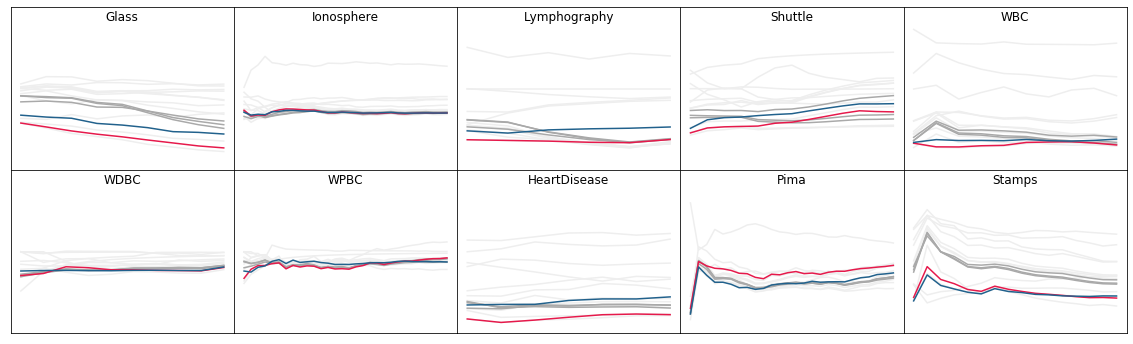 Glass
Ionosphere
Lymphography
Shuttle
WBC
WDBC
WPBC
HeartDisease
Pima
Stamps